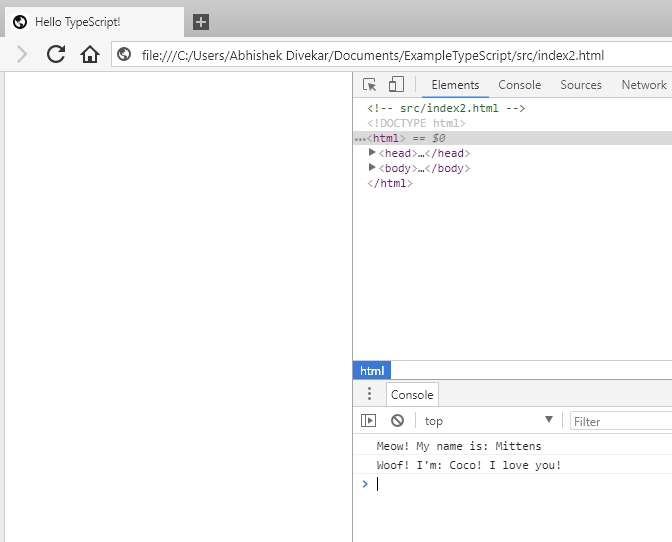 Hello TypeScript!
file:///C:/Users/Abhishek Divekar/Documents/ExampleTypeScript/src/index2.html
Elements Console Sources Network
<!-- src/index2.html -->
<!DOCTYPE html>
…<html> == $0
▶<head>…</head>
▶<body>…</body>
</html>
html
Console
top ▼ Filter
Meow! My name is: Mittens
Woof! I'm: Coco! I love you!
>